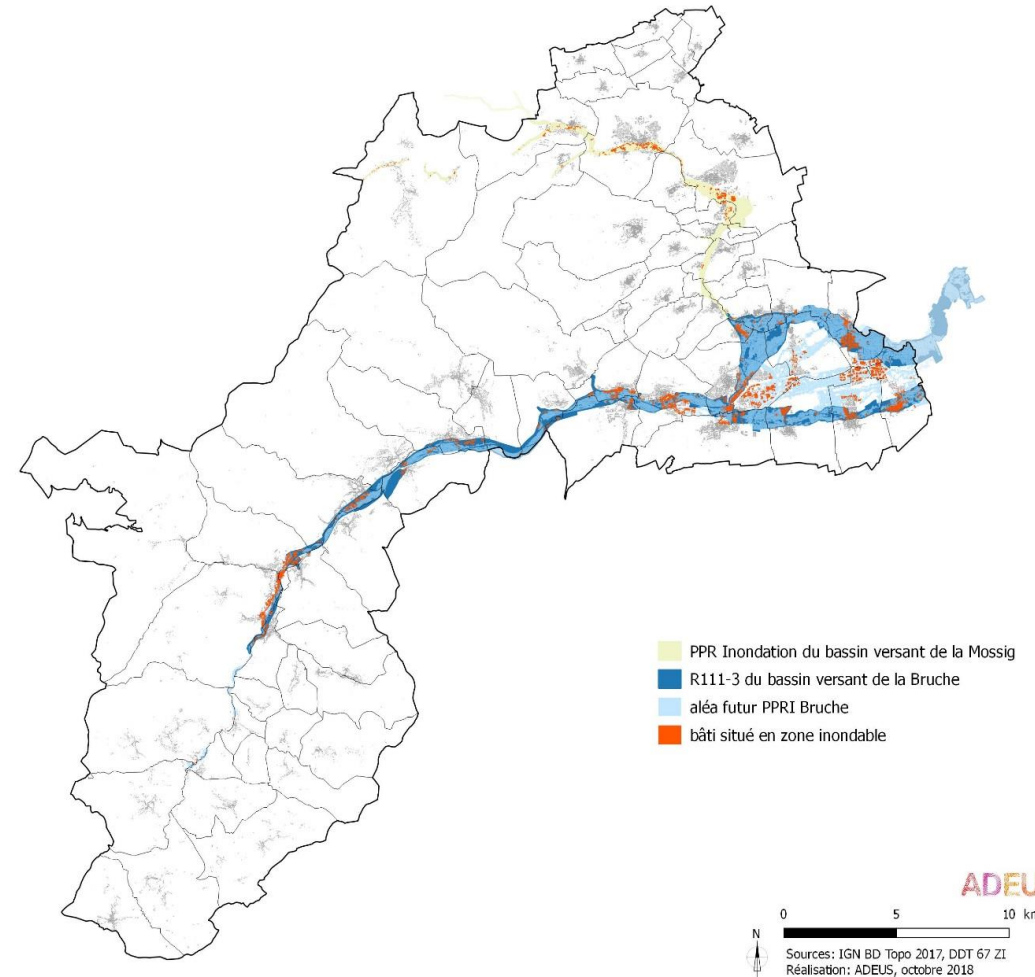 PPR Inondation du bassin versant de la Mossig
R111-3 du bassin versant de la Bruche
aléa futur PPRI Bruche
bâti situé en zone inondable
ADEU
0 5 10 km
N
Sources: IGN BD Topo 2017, DDT 67 ZI
Réalisation: ADEUS, octobre 2018